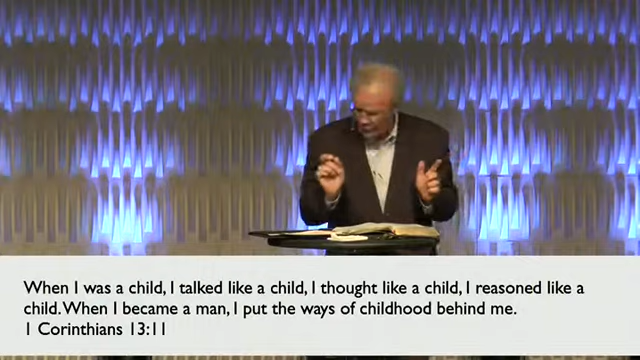 When I was a child, I talked like a child, I thought like a child, I reasoned like a
child. When I became a man, I put the ways of childhood behind me.
1 Corinthians 13:11